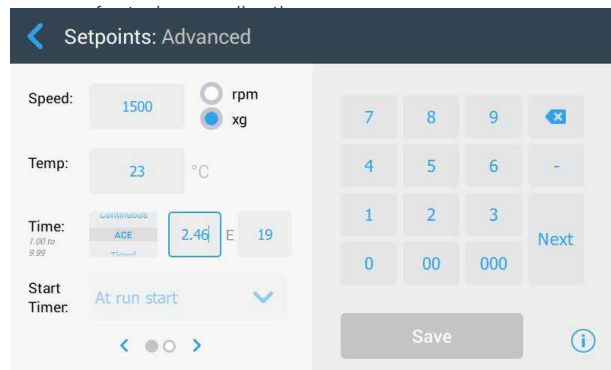 Setpoints: Advanced
Speed:
1500
rpm
xg
Temp:
23
°C
Time:
1.00 to
9.99
Continuous
ACE
Timed
2.46
E
19
Start
Timer:
At run start
7 8 9
4 5 6 -
1 2 3
Next
0 00 000
Save
i